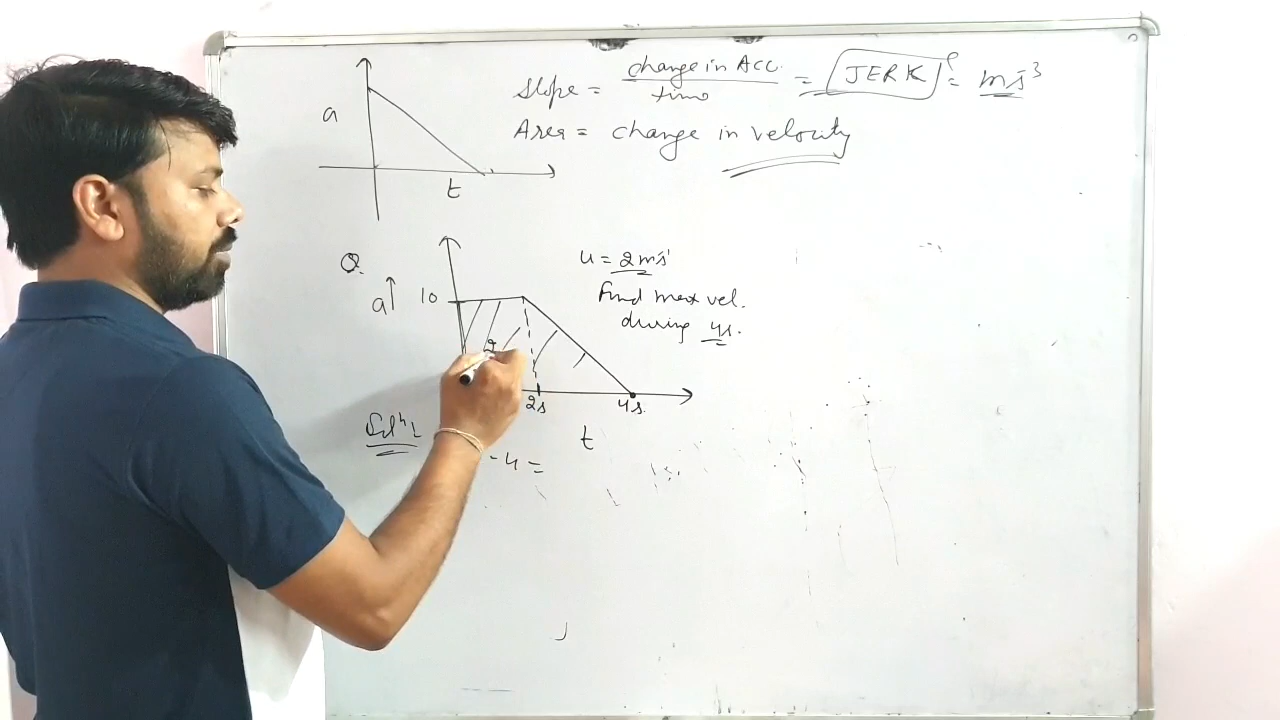 Slope = change in Acc. / time = JERK = ms⁻³
Area = change in velocity
a
t
Q.
a↑
10
u = 2ms⁻¹
Find max vel.
during 4s.
2s
4s.
t
Solⁿ
-u =